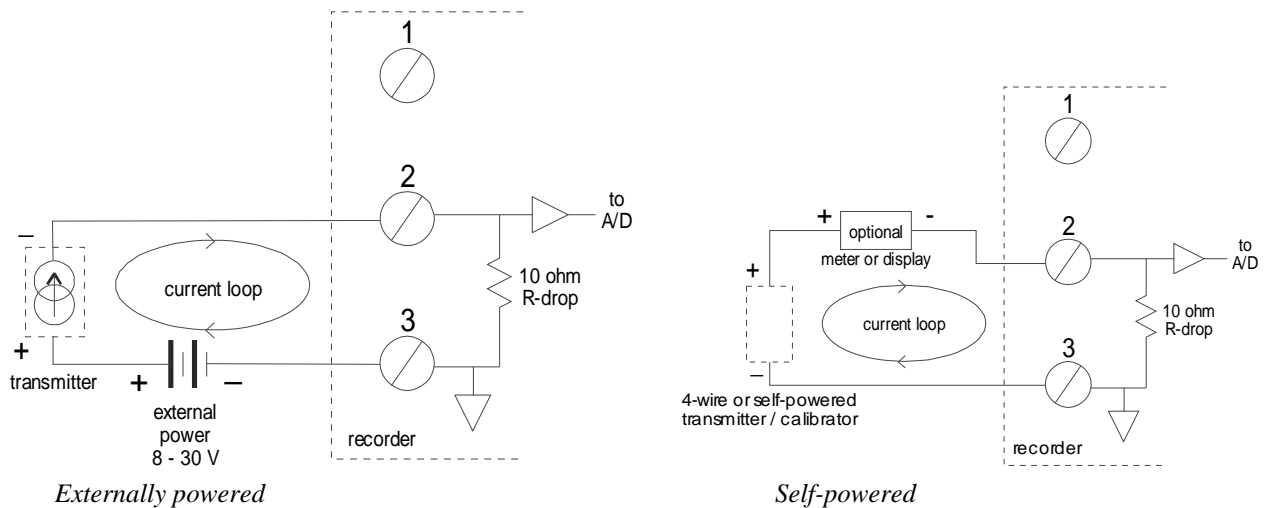 1
2
to
A/D
−
current loop
10 ohm
R-drop
3
+
transmitter
+
−
external
power
8 - 30 V
recorder
Externally powered
1
2
to
A/D
+
-
optional
meter or display
+
current loop
10 ohm
R-drop
3
−
4-wire or self-powered
transmitter / calibrator
recorder
Self-powered